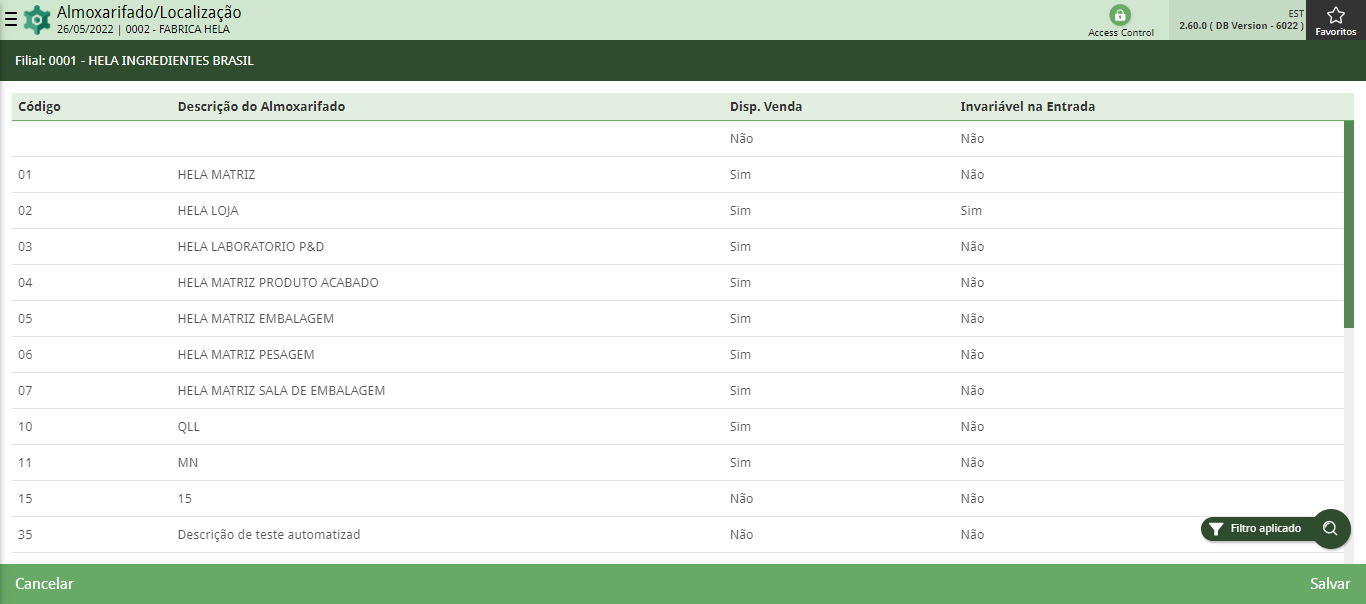 Almoxarifado/Localização
26/05/2022 | 0002 - FABRICA HELA
Access Control
EST
2.60.0 ( DB Version - 6022 )
Favoritos
Filial: 0001 - HELA INGREDIENTES BRASIL
Código Descrição do Almoxarifado Disp. Venda Invariável na Entrada
Não Não
01 HELA MATRIZ Sim Não
02 HELA LOJA Sim Sim
03 HELA LABORATORIO P&D Sim Não
04 HELA MATRIZ PRODUTO ACABADO Sim Não
05 HELA MATRIZ EMBALAGEM Sim Não
06 HELA MATRIZ PESAGEM Sim Não
07 HELA MATRIZ SALA DE EMBALAGEM Sim Não
10 QLL Sim Não
11 MN Sim Não
15 15 Não Não
35 Descrição de teste automatizad Não Não
Filtro aplicado
Cancelar Salvar